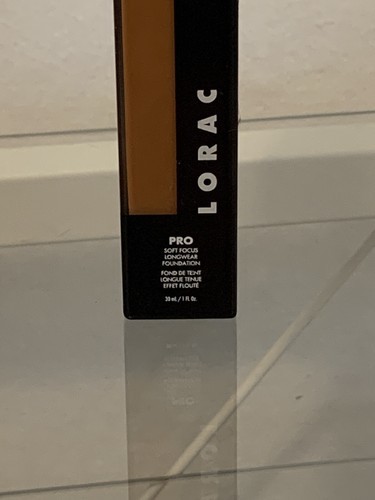 LORAC
PRO
SOFT FOCUS
LONGWEAR
FOUNDATION
FOND DE TEINT
LONGUE TENUE
EFFET FLOUTÉ
30 mL / 1 Fl. Oz.